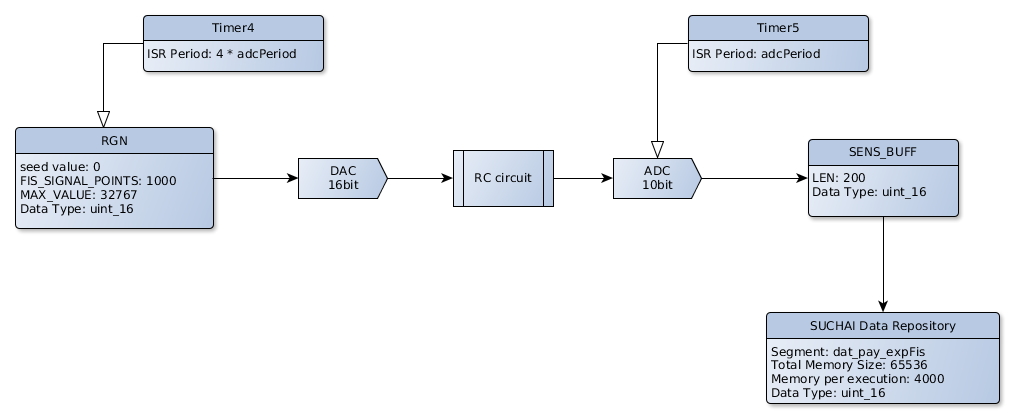 Timer4
ISR Period: 4 * adcPeriod
Timer5
ISR Period: adcPeriod
RGN
seed value: 0
FIS_SIGNAL_POINTS: 1000
MAX_VALUE: 32767
Data Type: uint_16
DAC
16bit
RC circuit
ADC
10bit
SENS_BUFF
LEN: 200
Data Type: uint_16
SUCHAI Data Repository
Segment: dat_pay_expFis
Total Memory Size: 65536
Memory per execution: 4000
Data Type: uint_16